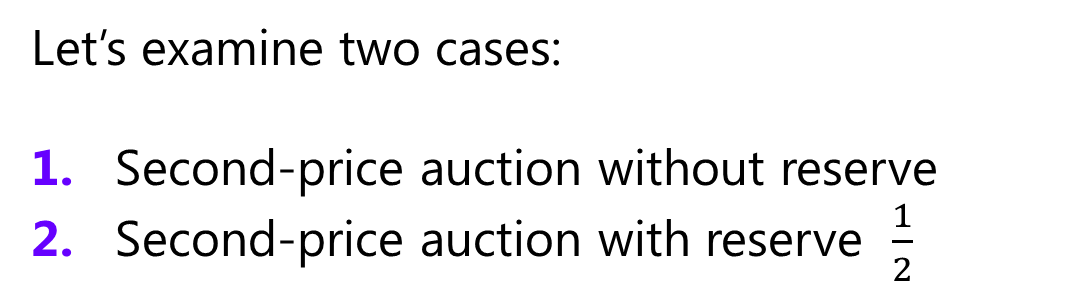 Let's examine two cases:
1. Second-price auction without reserve
2. Second-price auction with reserve 1/2